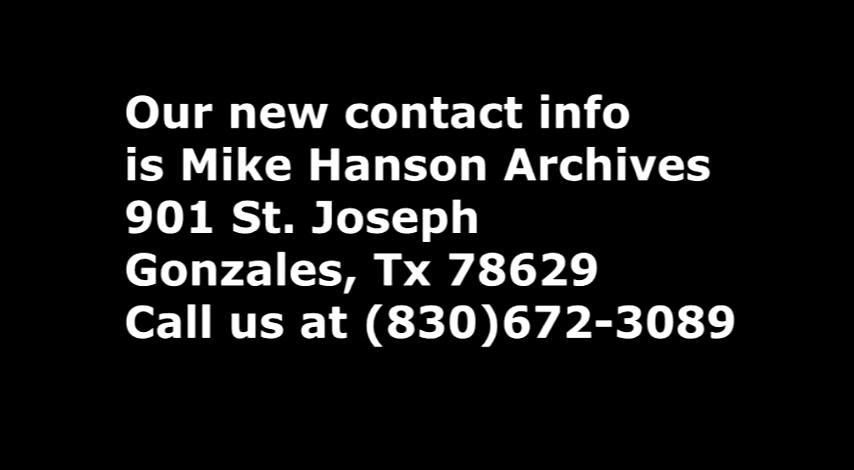 Our new contact info
is Mike Hanson Archives
901 St. Joseph
Gonzales, Tx 78629
Call us at (830)672-3089